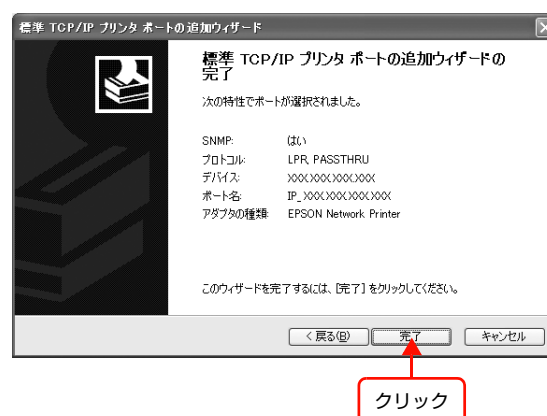 標準 TCP/IP プリンタ ポートの追加ウィザード
標準 TCP/IP プリンタ ポートの追加ウィザードの
完了
次の特性でポートが選択されました。
SNMP: はい
プロトコル: LPR, PASSTHRU
デバイス: XXX.XXX.XXX.XXX
ポート名: IP_XXX.XXX.XXX.XXX
アダプタの種類: EPSON Network Printer
このウィザードを完了するには、[完了] をクリックしてください。
< 戻る(B) 完了 キャンセル
クリック